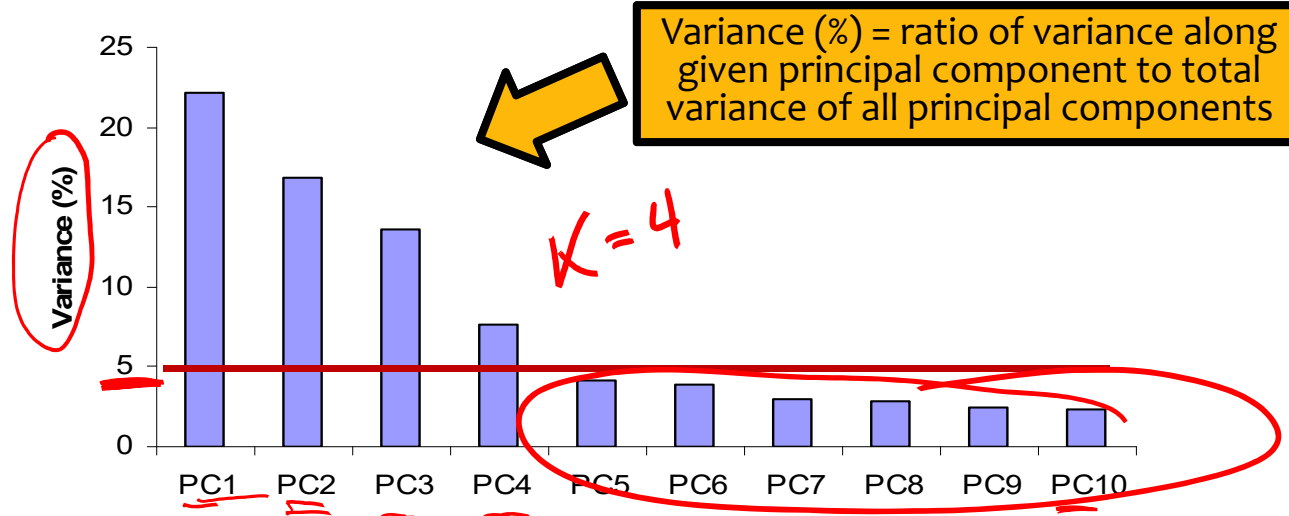 Variance (%) = ratio of variance along
given principal component to total
variance of all principal components
25
20
15
10
5
0
Variance (%)
K = 4
PC1 PC2 PC3 PC4 PC5 PC6 PC7 PC8 PC9 PC10